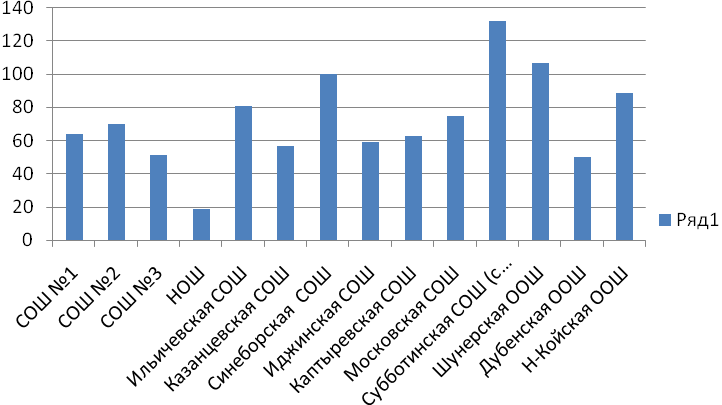 140
120
100
80
60
40
20
0
СОШ №1
СОШ №2
СОШ №3
НОШ
Ильичевская СОШ
Казанцевская СОШ
Синеборская  СОШ
Иджинская СОШ
Каптыревская СОШ
Московская СОШ
Субботинская СОШ (с...
Шунерская ООШ
Дубенская ООШ
Н-Койская ООШ
Ряд1